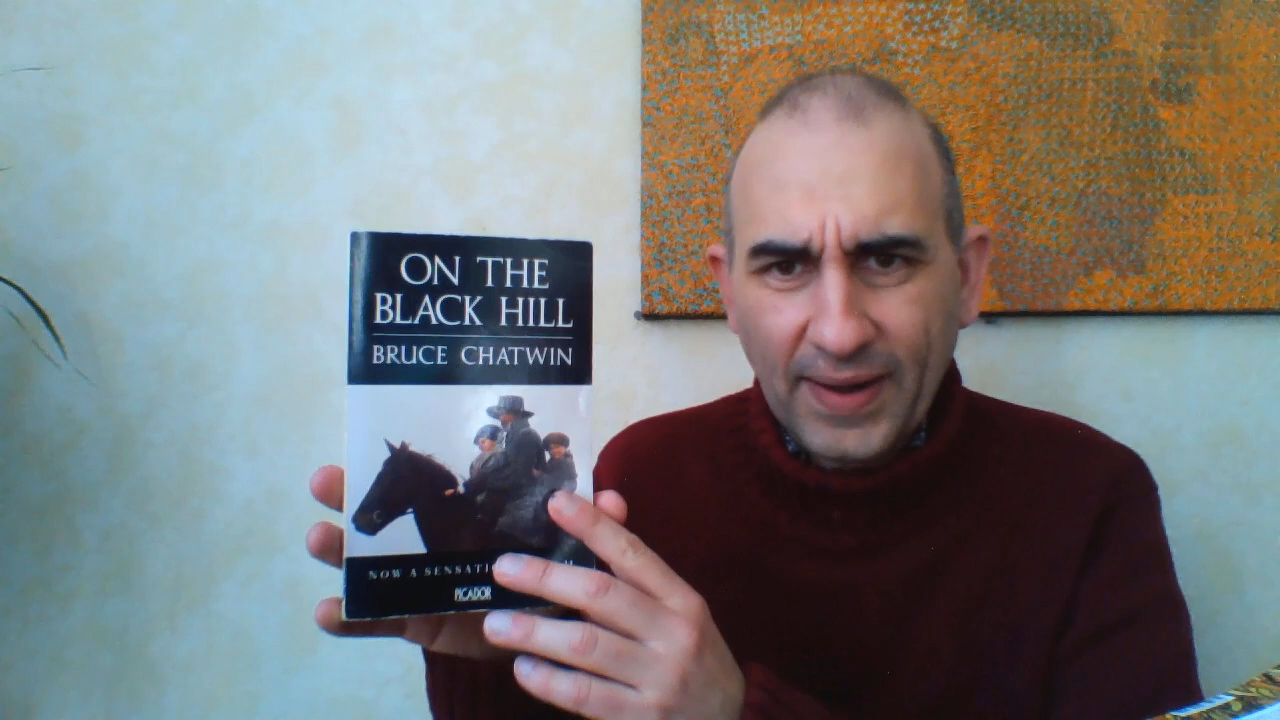 ON THE
BLACK HILL
BRUCE CHATWIN
NOW A SENSATI
PICADOR